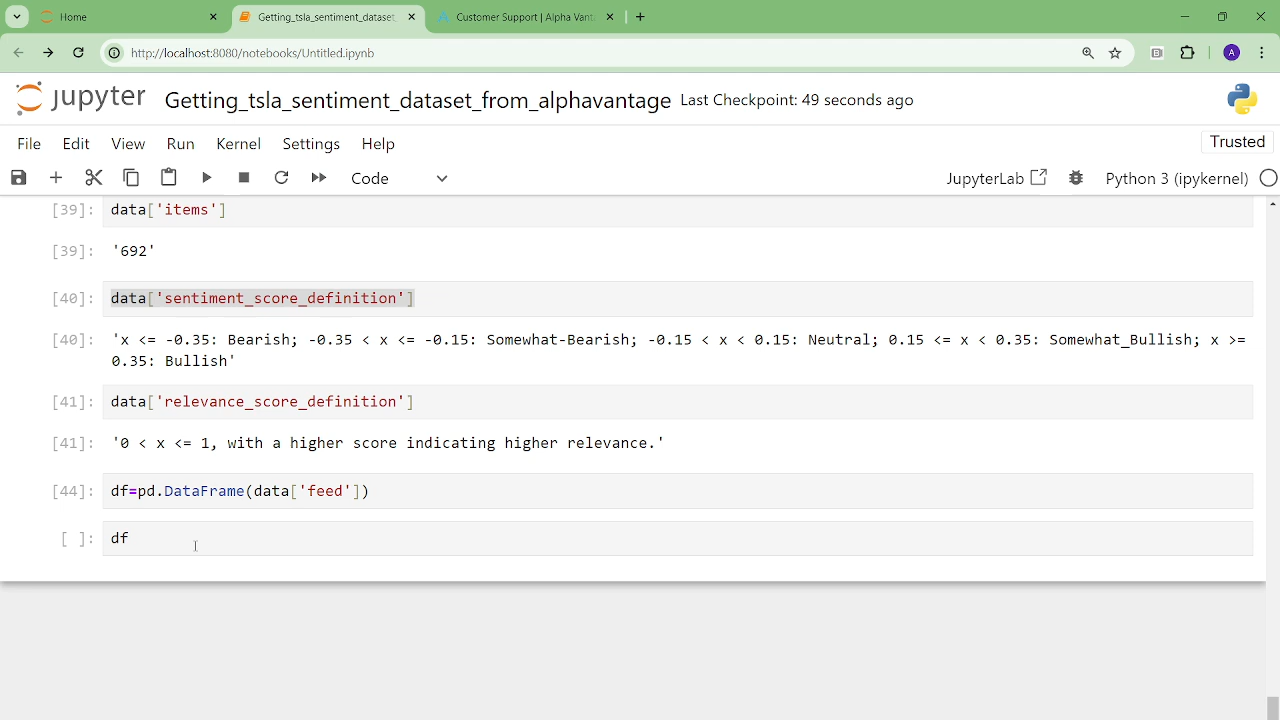 Home
Getting_tsla_sentiment_dataset_
Customer Support | Alpha Vant
http://localhost:8080/notebooks/Untitled.ipynb
A
jupyter Getting_tsla_sentiment_dataset_from_alphavantage Last Checkpoint: 49 seconds ago
File Edit View Run Kernel Settings Help
Trusted
Code
JupyterLab
Python 3 (ipykernel)
[39]: data['items']
[39]: '692'
[40]: data['sentiment_score_definition']
[40]: 'x <= -0.35: Bearish; -0.35 < x <= -0.15: Somewhat-Bearish; -0.15 < x < 0.15: Neutral; 0.15 <= x < 0.35: Somewhat_Bullish; x >=
0.35: Bullish'
[41]: data['relevance_score_definition']
[41]: '0 < x <= 1, with a higher score indicating higher relevance.'
[44]: df=pd.DataFrame(data['feed'])
[ ]: df